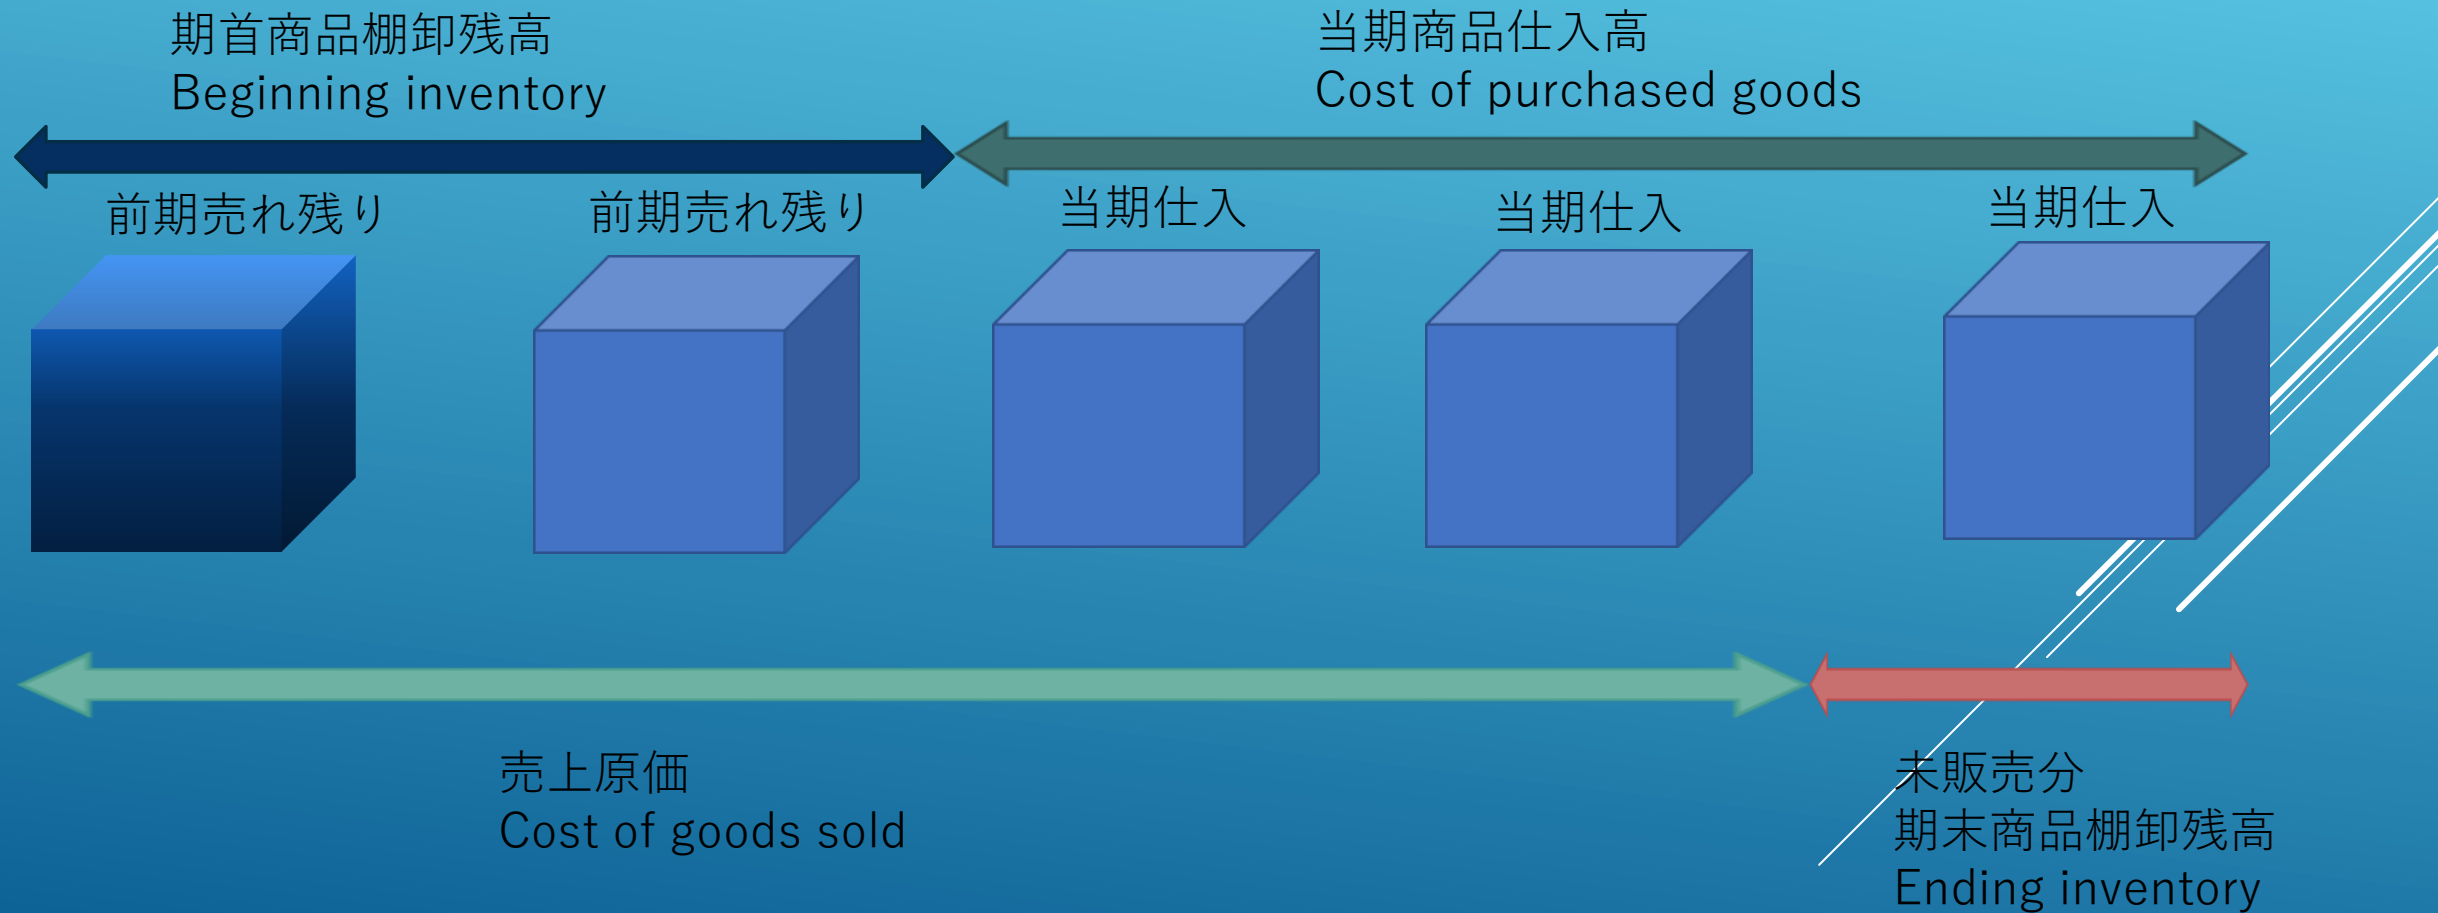 期首商品棚卸残高
Beginning inventory
当期商品仕入高
Cost of purchased goods
前期売れ残り
前期売れ残り
当期仕入
当期仕入
当期仕入
売上原価
Cost of goods sold
未販売分
期末商品棚卸残高
Ending inventory